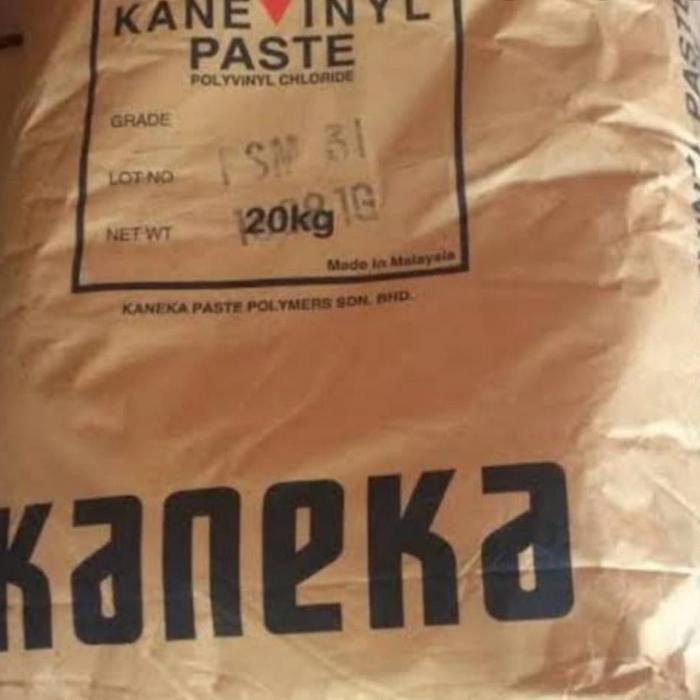 KANEVINYL
PASTE
POLYVINYL CHLORIDE
GRADE
SM 31
LOT NO
NET WT 20kg
Made in Malaysia
KANEKA PASTE POLYMERS SDN. BHD.
Kaneka